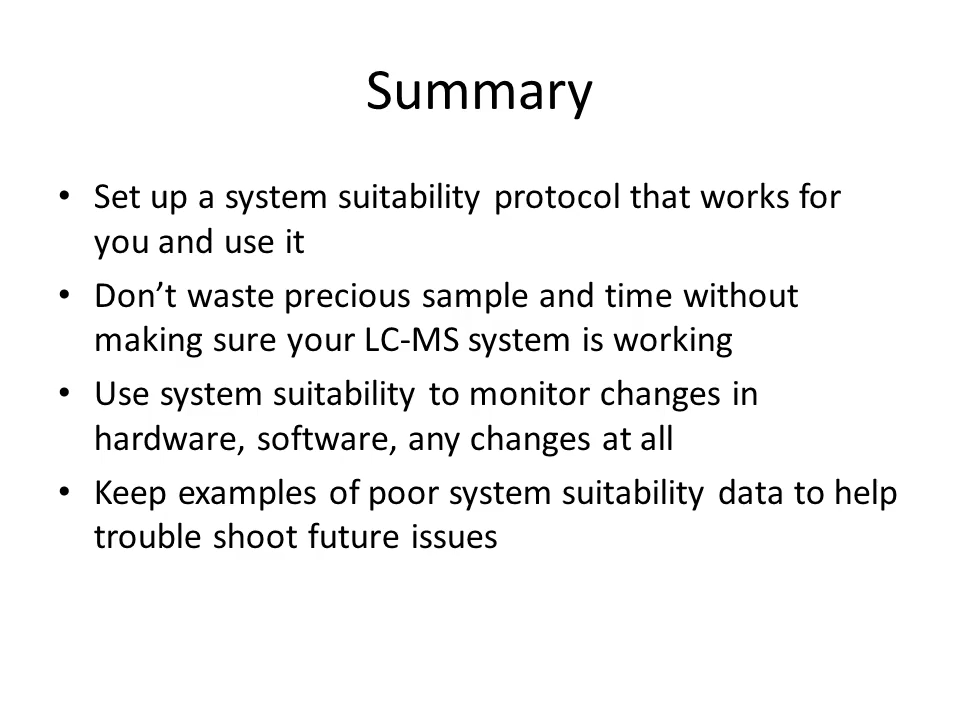 Summary
• Set up a system suitability protocol that works for
you and use it
• Don’t waste precious sample and time without
making sure your LC-MS system is working
• Use system suitability to monitor changes in
hardware, software, any changes at all
• Keep examples of poor system suitability data to help
trouble shoot future issues